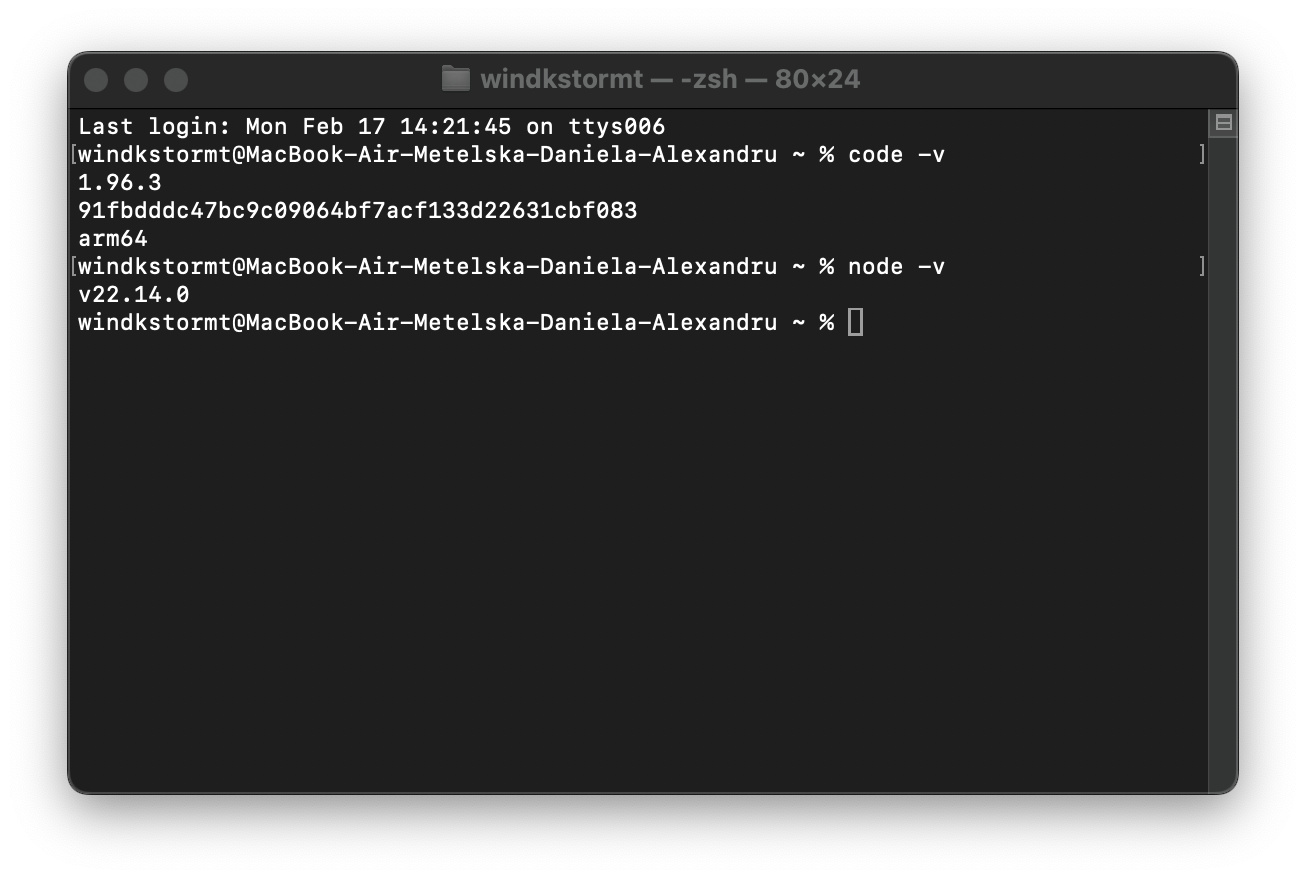 windkstormt — -zsh — 80×24
Last login: Mon Feb 17 14:21:45 on ttys006
[windkstormt@MacBook-Air-Metelska-Daniela-Alexandru ~ % code -v ]
1.96.3
91fbdddc47bc9c09064bf7acf133d22631cbf083
arm64
[windkstormt@MacBook-Air-Metelska-Daniela-Alexandru ~ % node -v ]
v22.14.0
windkstormt@MacBook-Air-Metelska-Daniela-Alexandru ~ %